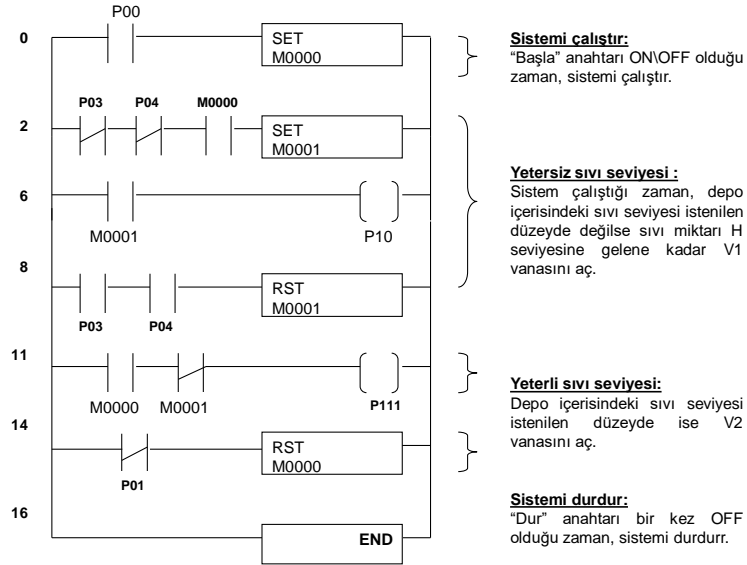 P00
0
SET
M0000
Sistemi çalıştır:
“Başla” anahtarı ON\OFF olduğu
zaman, sistemi çalıştır.
P03 P04 M0000
2
SET
M0001
Yetersiz sıvı seviyesi :
Sistem çalıştığı zaman, depo
içerisindeki sıvı seviyesi istenilen
düzeyde değilse sıvı miktarı H
seviyesine gelene kadar V1
vanasını aç.
6
M0001 P10
8
RST
M0001
P03 P04
11
M0000 M0001 P111
Yeterli sıvı seviyesi:
Depo içerisindeki sıvı seviyesi
istenilen düzeyde ise V2
vanasını aç.
14
RST
M0000
P01
Sistemi durdur:
“Dur” anahtarı bir kez OFF
olduğu zaman, sistemi durdurr.
16
END